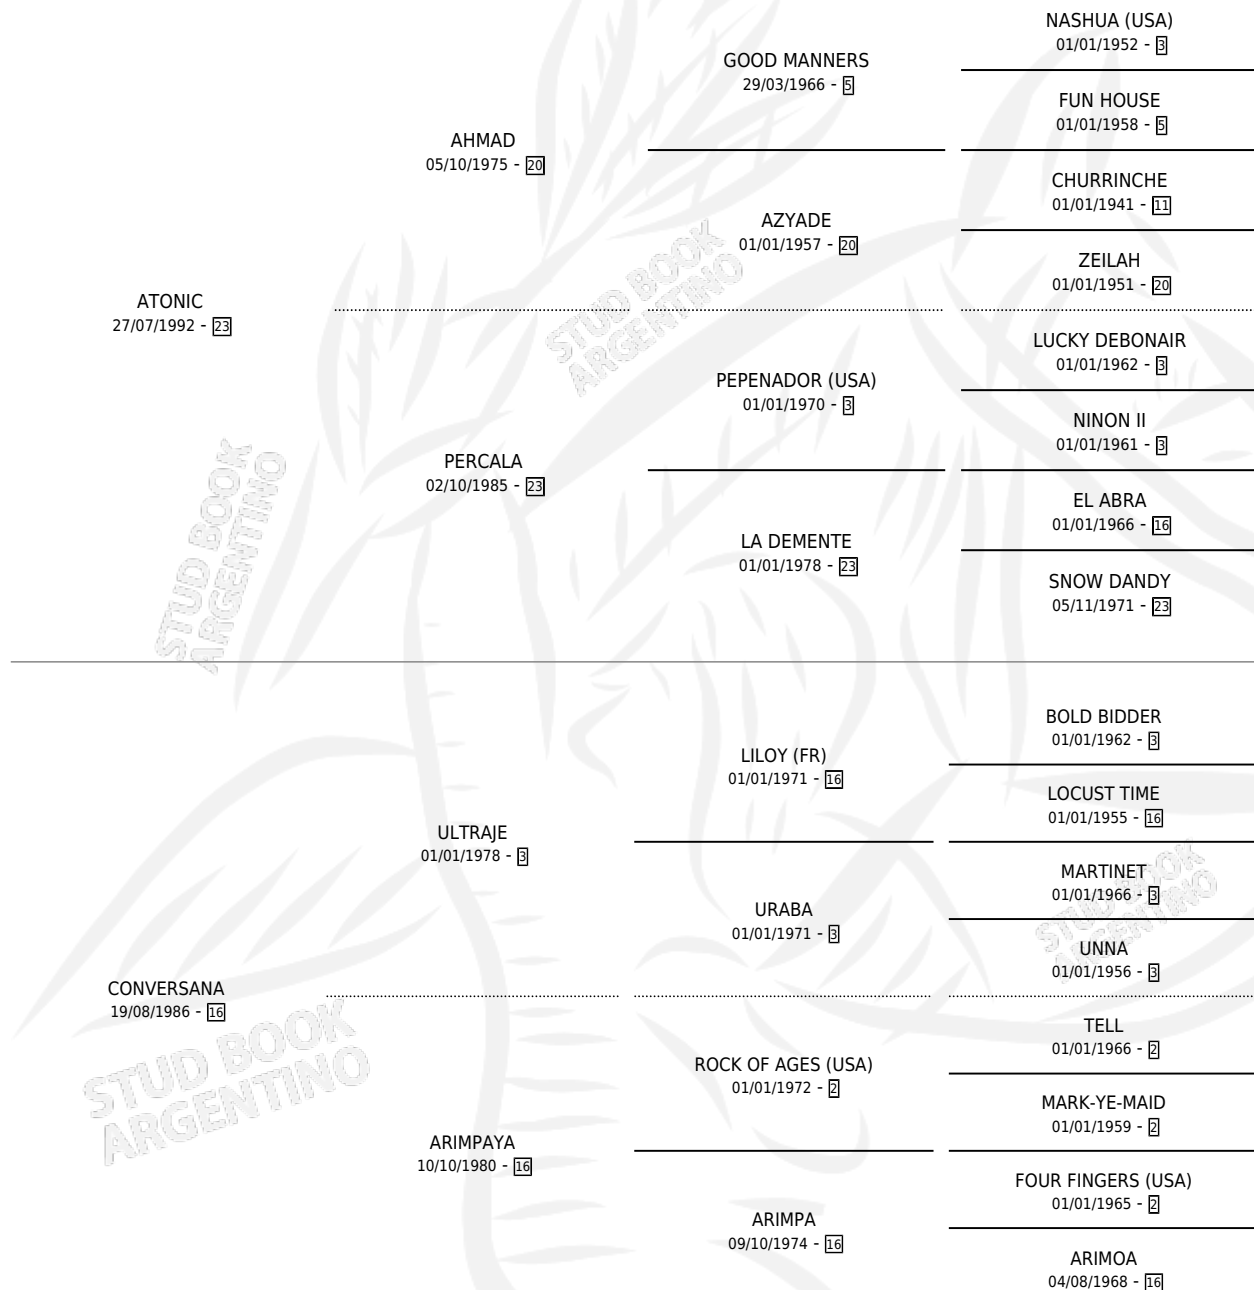 NASHUA (USA)
01/01/1952 - 3
GOOD MANNERS
29/03/1966 - 5
FUN HOUSE
01/01/1958 - 5
AHMAD
05/10/1975 - 20
CHURRINCHE
01/01/1941 - 11
AZYADE
01/01/1957 - 20
ZEILAH
01/01/1951 - 20
ATONIC
27/07/1992 - 23
LUCKY DEBONAIR
01/01/1962 - 3
PEPENADOR (USA)
01/01/1970 - 3
NINON II
01/01/1961 - 3
PERCALA
02/10/1985 - 23
EL ABRA
01/01/1966 - 16
LA DEMENTE
01/01/1978 - 23
SNOW DANDY
05/11/1971 - 23
BOLD BIDDER
01/01/1962 - 3
LILOY (FR)
01/01/1971 - 16
LOCUST TIME
01/01/1955 - 16
ULTRAJE
01/01/1978 - 3
MARTINET
01/01/1966 - 3
URABA
01/01/1971 - 3
UNNA
01/01/1956 - 3
CONVERSANA
19/08/1986 - 16
TELL
01/01/1966 - 2
ROCK OF AGES (USA)
01/01/1972 - 2
MARK-YE-MAID
01/01/1959 - 2
ARIMPAYA
10/10/1980 - 16
FOUR FINGERS (USA)
01/01/1965 - 2
ARIMPA
09/10/1974 - 16
ARIMOA
04/08/1968 - 16
STUD BOOK
ARGENTINO
STUD BOOK
ARGENTINO
STUD BOOK
ARGENTINO
STUD BOOK
ARGENTINO